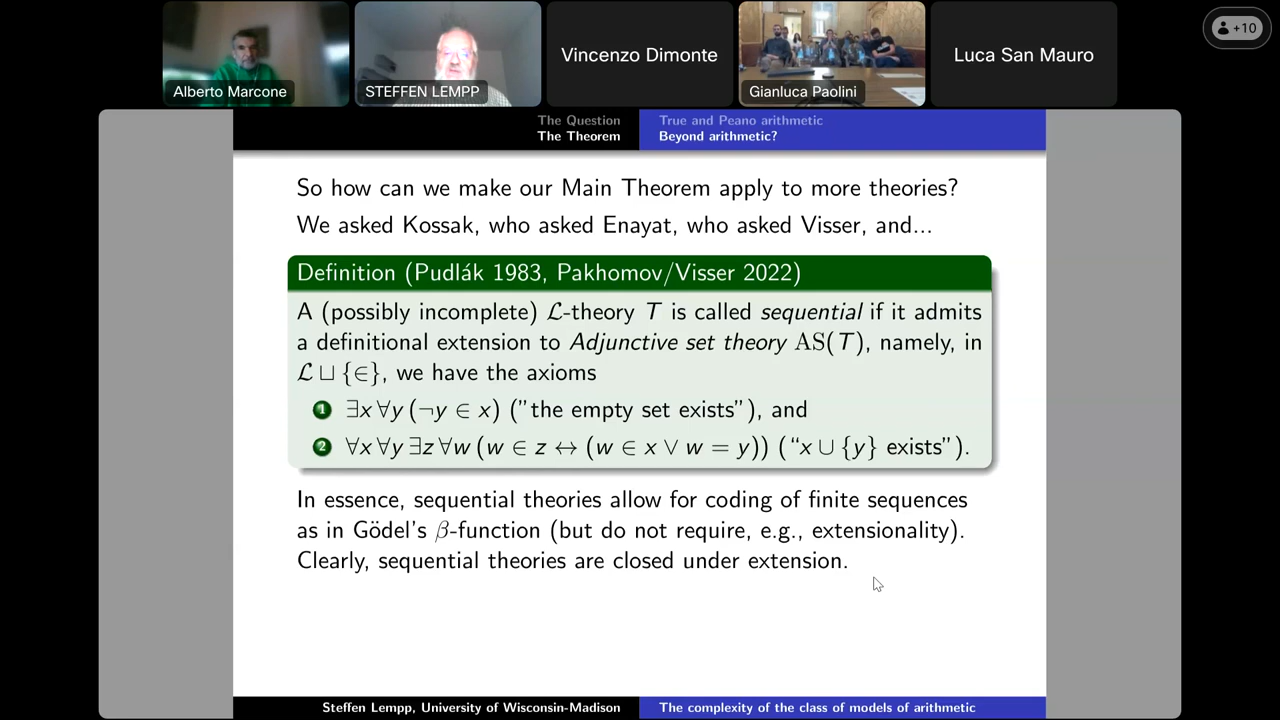 +10
Vincenzo Dimonte
Luca San Mauro
Alberto Marcone
STEFFEN LEMPP
Gianluca Paolini
The Question
The Theorem
True and Peano arithmetic
Beyond arithmetic?
So how can we make our Main Theorem apply to more theories?
We asked Kossak, who asked Enayat, who asked Visser, and...
Definition (Pudlák 1983, Pakhomov/Visser 2022)
A (possibly incomplete) ℒ-theory T is called sequential if it admits
a definitional extension to Adjunctive set theory AS(T), namely, in
ℒ ⊔ {∈}, we have the axioms
1 ∃x ∀y (¬y ∈ x) ("the empty set exists"), and
2 ∀x ∀y ∃z ∀w (w ∈ z ↔ (w ∈ x ∨ w = y)) (“x ∪ {y} exists”).
In essence, sequential theories allow for coding of finite sequences
as in Gödel's β-function (but do not require, e.g., extensionality).
Clearly, sequential theories are closed under extension.
Steffen Lempp, University of Wisconsin-Madison
The complexity of the class of models of arithmetic